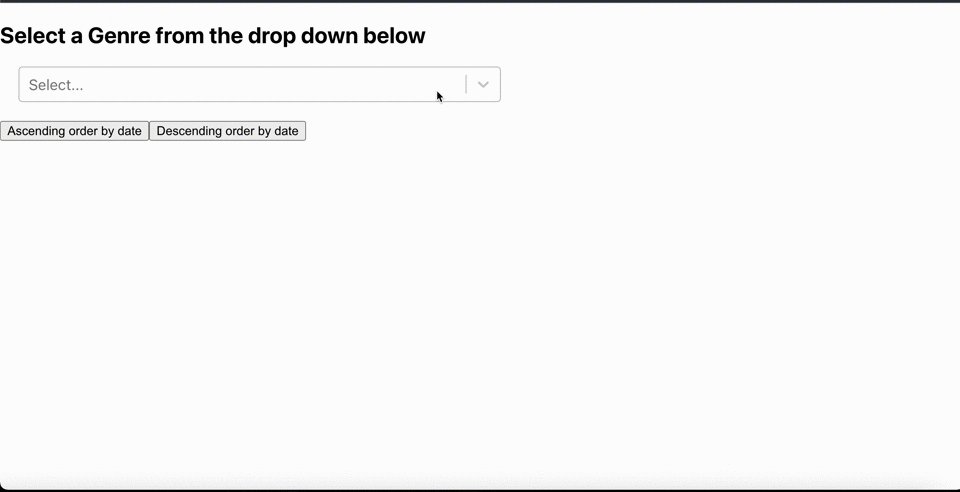 Select a Genre from the drop down below
Select...
Ascending order by date Descending order by date